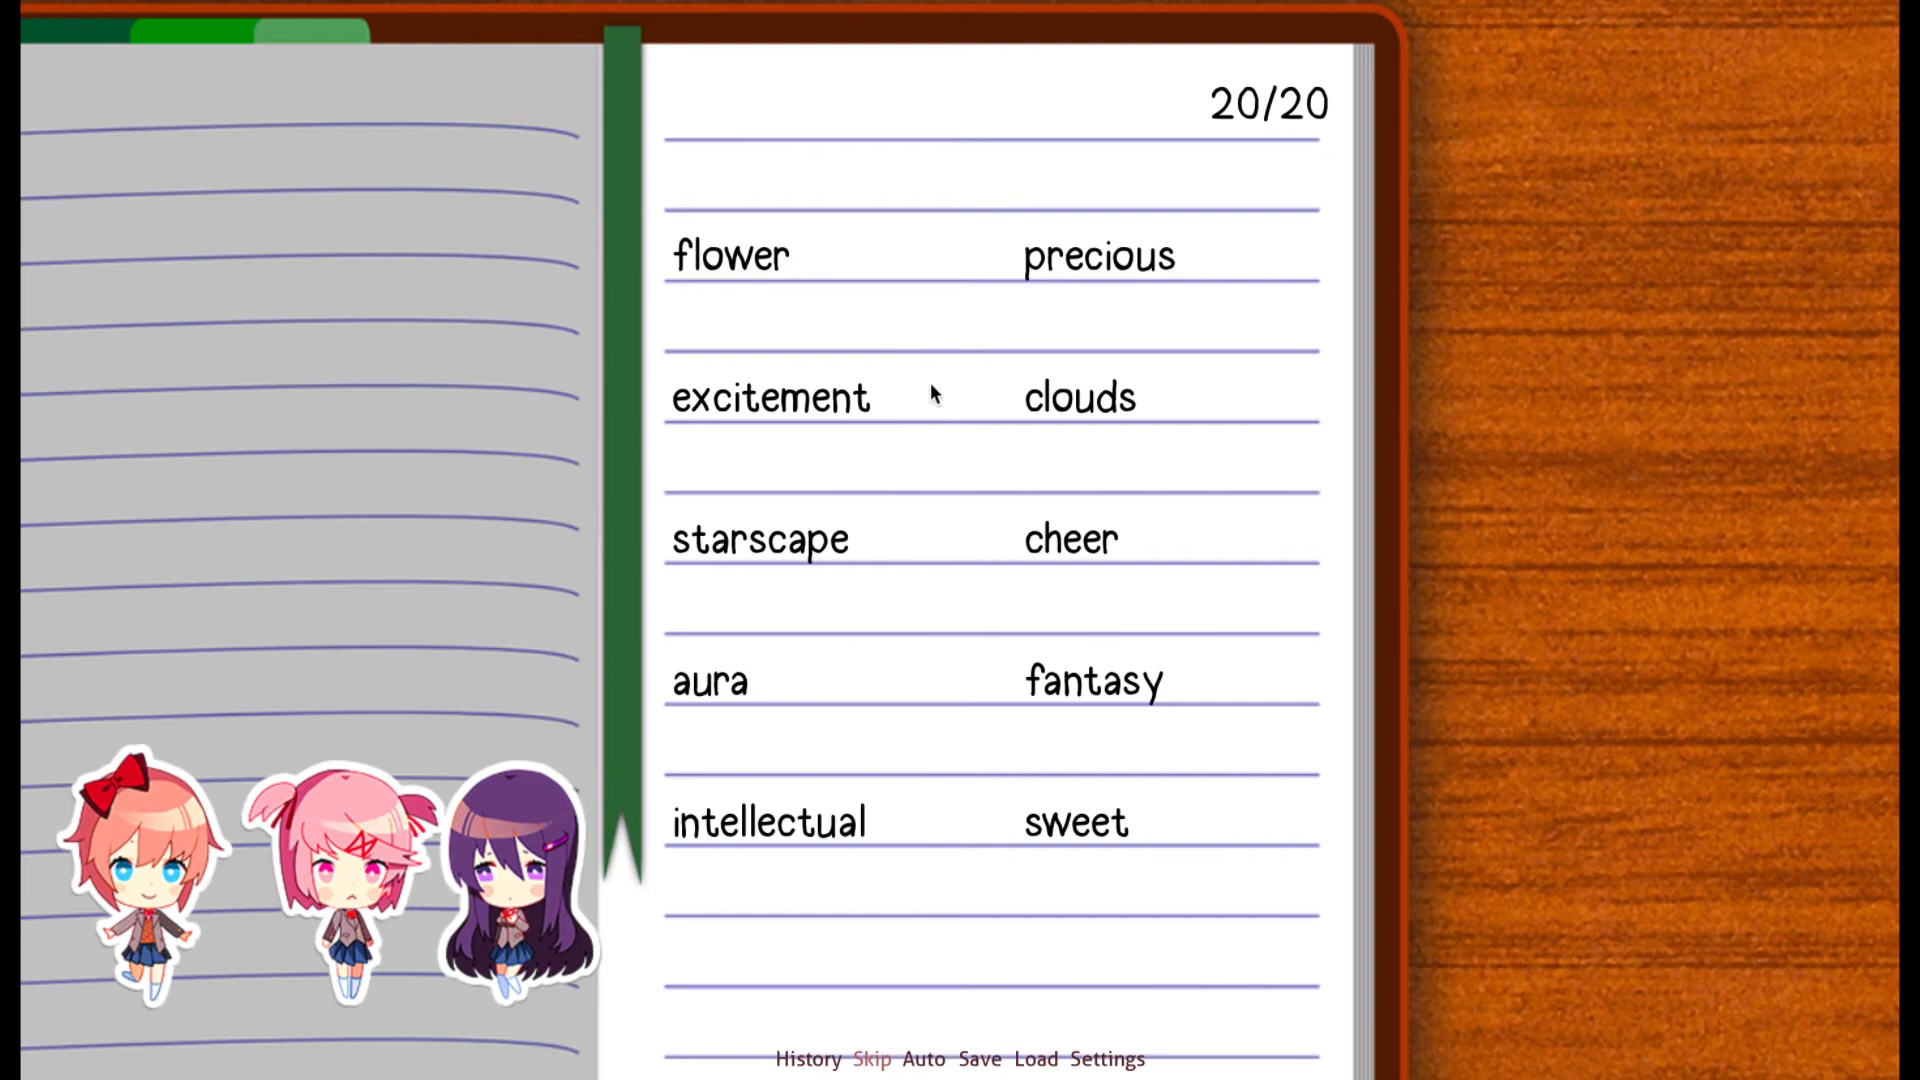 20/20
flower precious
excitement clouds
starscape cheer
aura fantasy
intellectual sweet
History Skip Auto Save Load Settings